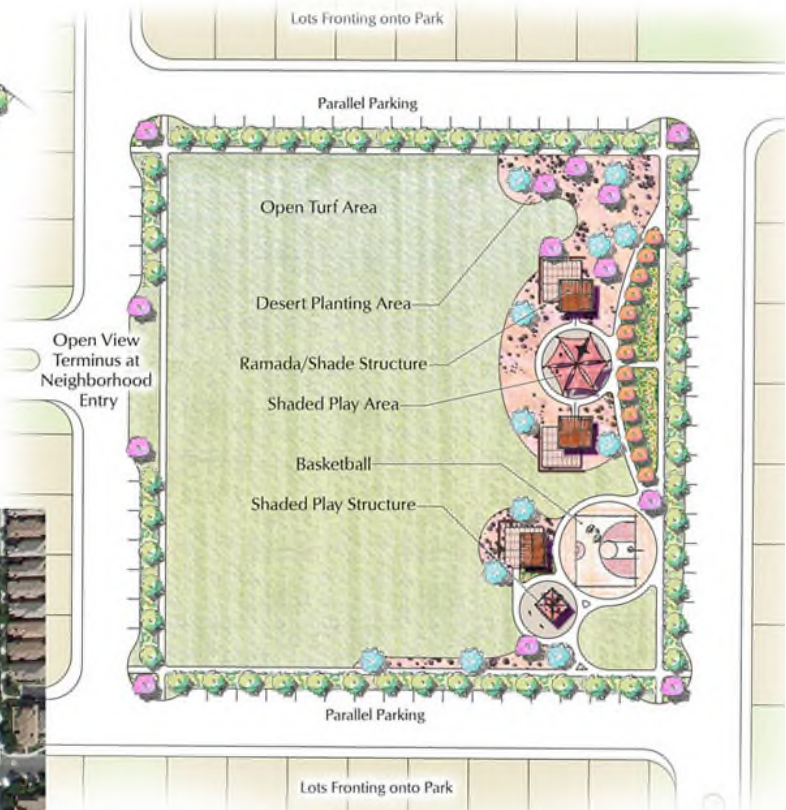 Lots Fronting onto Park
Parallel Parking
Open Turf Area
Desert Planting Area
Open View
Terminus at
Neighborhood
Entry
Ramada/Shade Structure
Shaded Play Area
Basketball
Shaded Play Structure
Parallel Parking
Lots Fronting onto Park